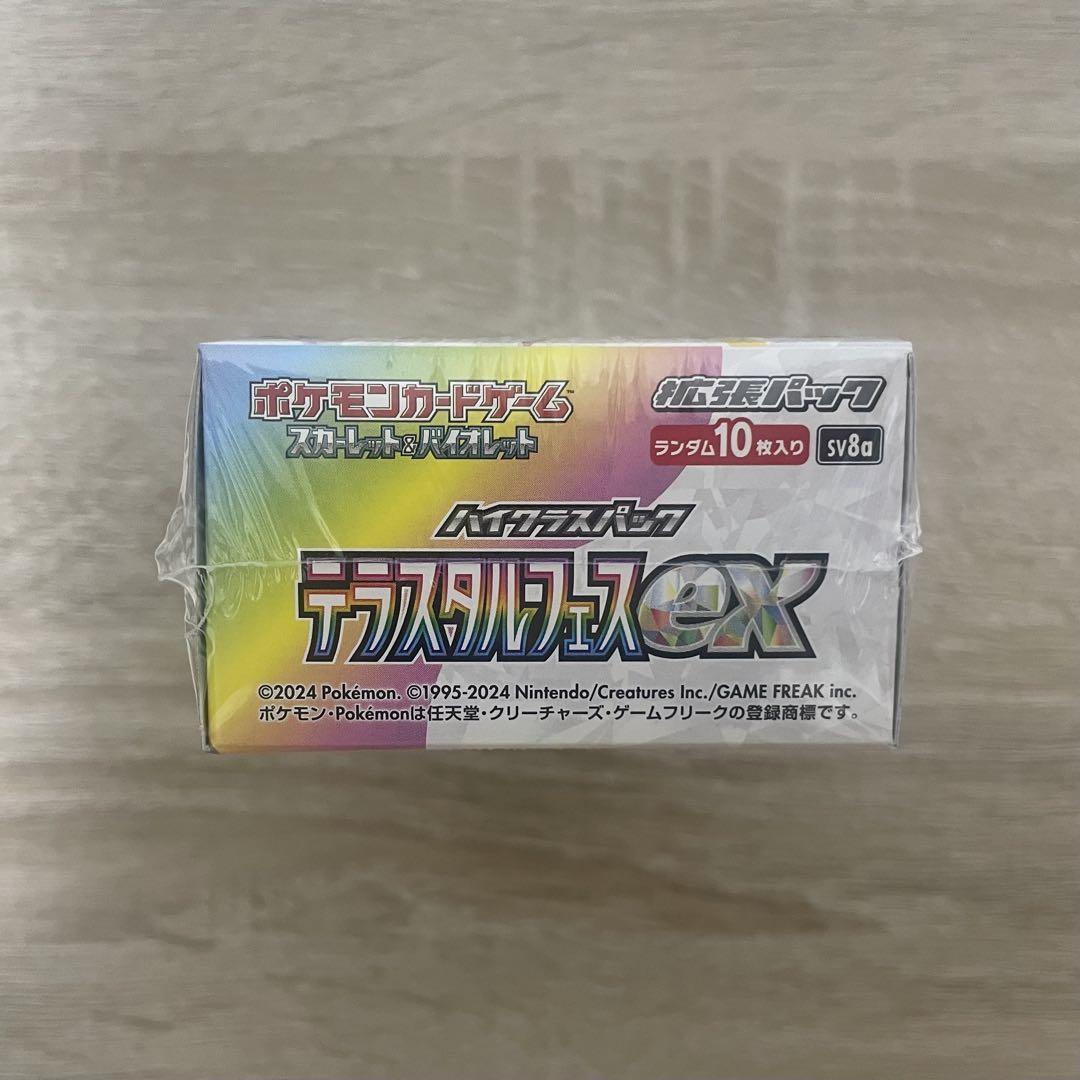 ポケモンカードゲーム™
スカーレット&バイオレット
拡張パック
ランダム10枚入り
sv8a
ハイクラスパック
テラスタルフェスex
©2024 Pokémon. ©1995-2024 Nintendo/Creatures Inc./GAME FREAK inc.
ポケモン・Pokémonは任天堂・クリーチャーズ・ゲームフリークの登録商標です。